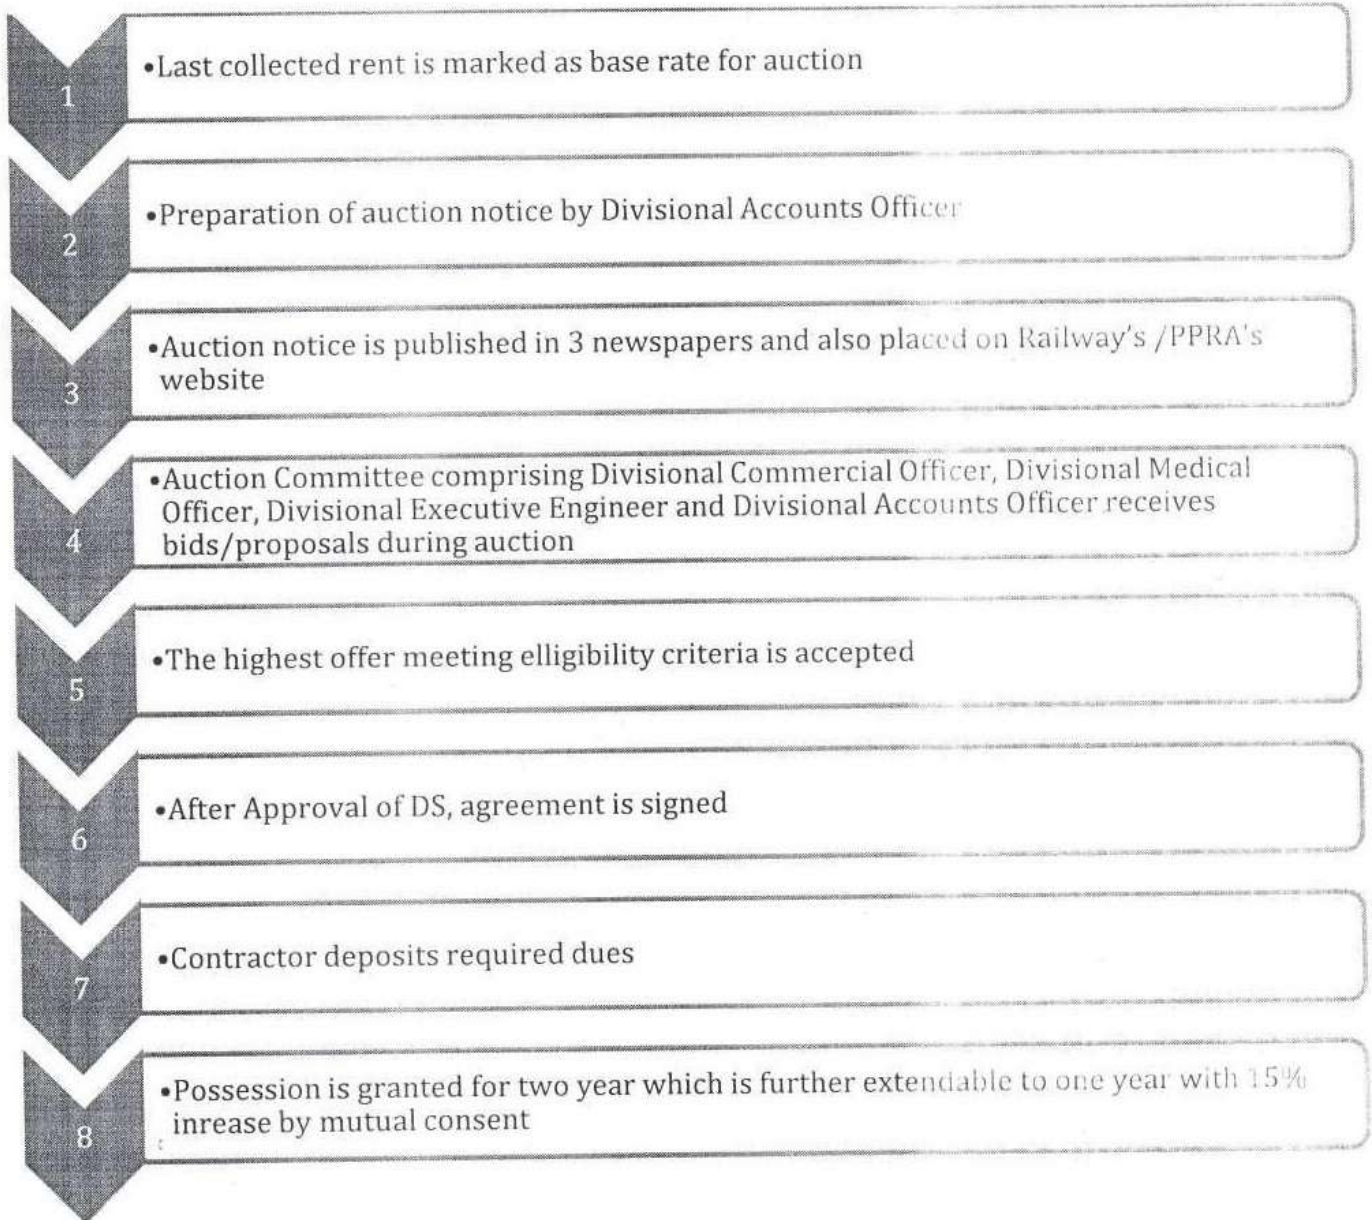 1
•Last collected rent is marked as base rate for auction
2
•Preparation of auction notice by Divisional Accounts Officer
3
•Auction notice is published in 3 newspapers and also placed on Railway's /PPRA's
website
4
•Auction Committee comprising Divisional Commercial Officer, Divisional Medical
Officer, Divisional Executive Engineer and Divisional Accounts Officer receives
bids/proposals during auction
5
•The highest offer meeting elligibility criteria is accepted
6
•After Approval of DS, agreement is signed
7
•Contractor deposits required dues
8
•Possession is granted for two year which is further extendable to one year with 15%
inrease by mutual consent